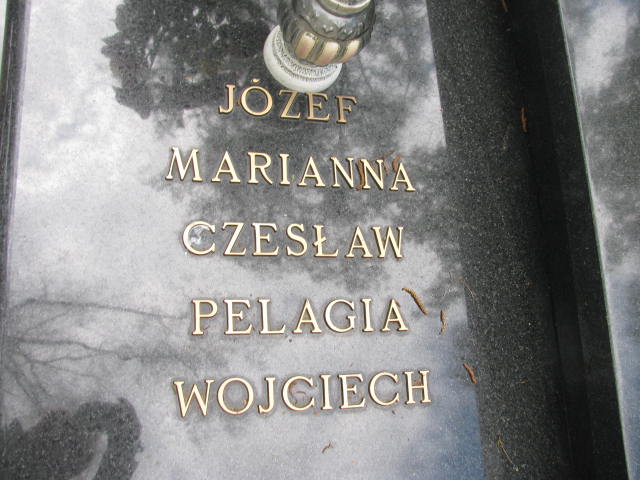 JÓZEF
MARIANNA
CZESŁAW
PELAGIA
WOJCIECH